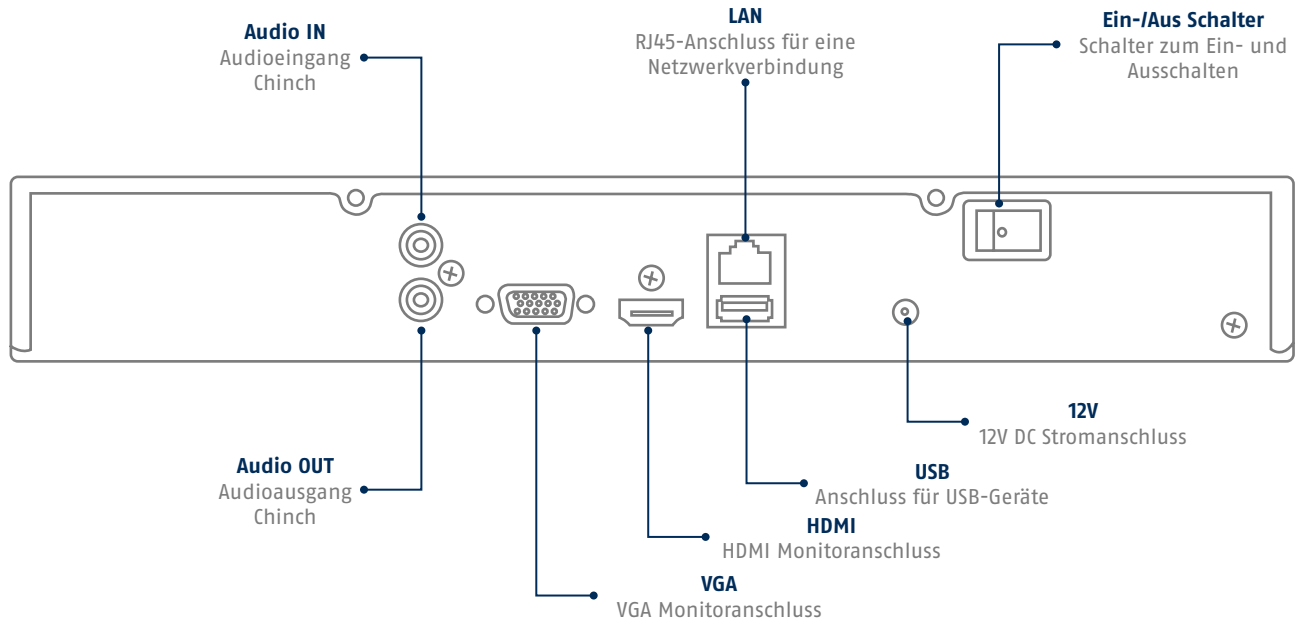 Audio IN
Audioeingang
Chinch
LAN
RJ45-Anschluss für eine
Netzwerkverbindung
Ein-/Aus Schalter
Schalter zum Ein- und
Ausschalten
12V
12V DC Stromanschluss
Audio OUT
Audioausgang
Chinch
USB
Anschluss für USB-Geräte
HDMI
HDMI Monitoranschluss
VGA
VGA Monitoranschluss